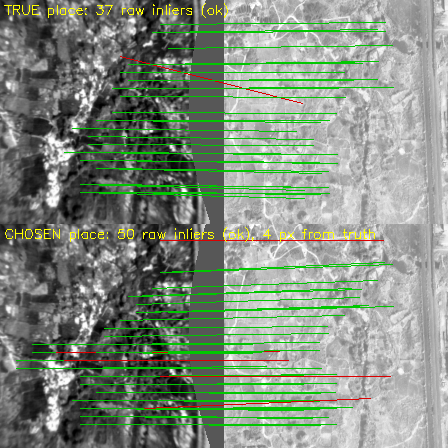 TRUE place: 37 raw inliers (ok)
CHOSEN place: 50 raw inliers (ok), 4 px from truth